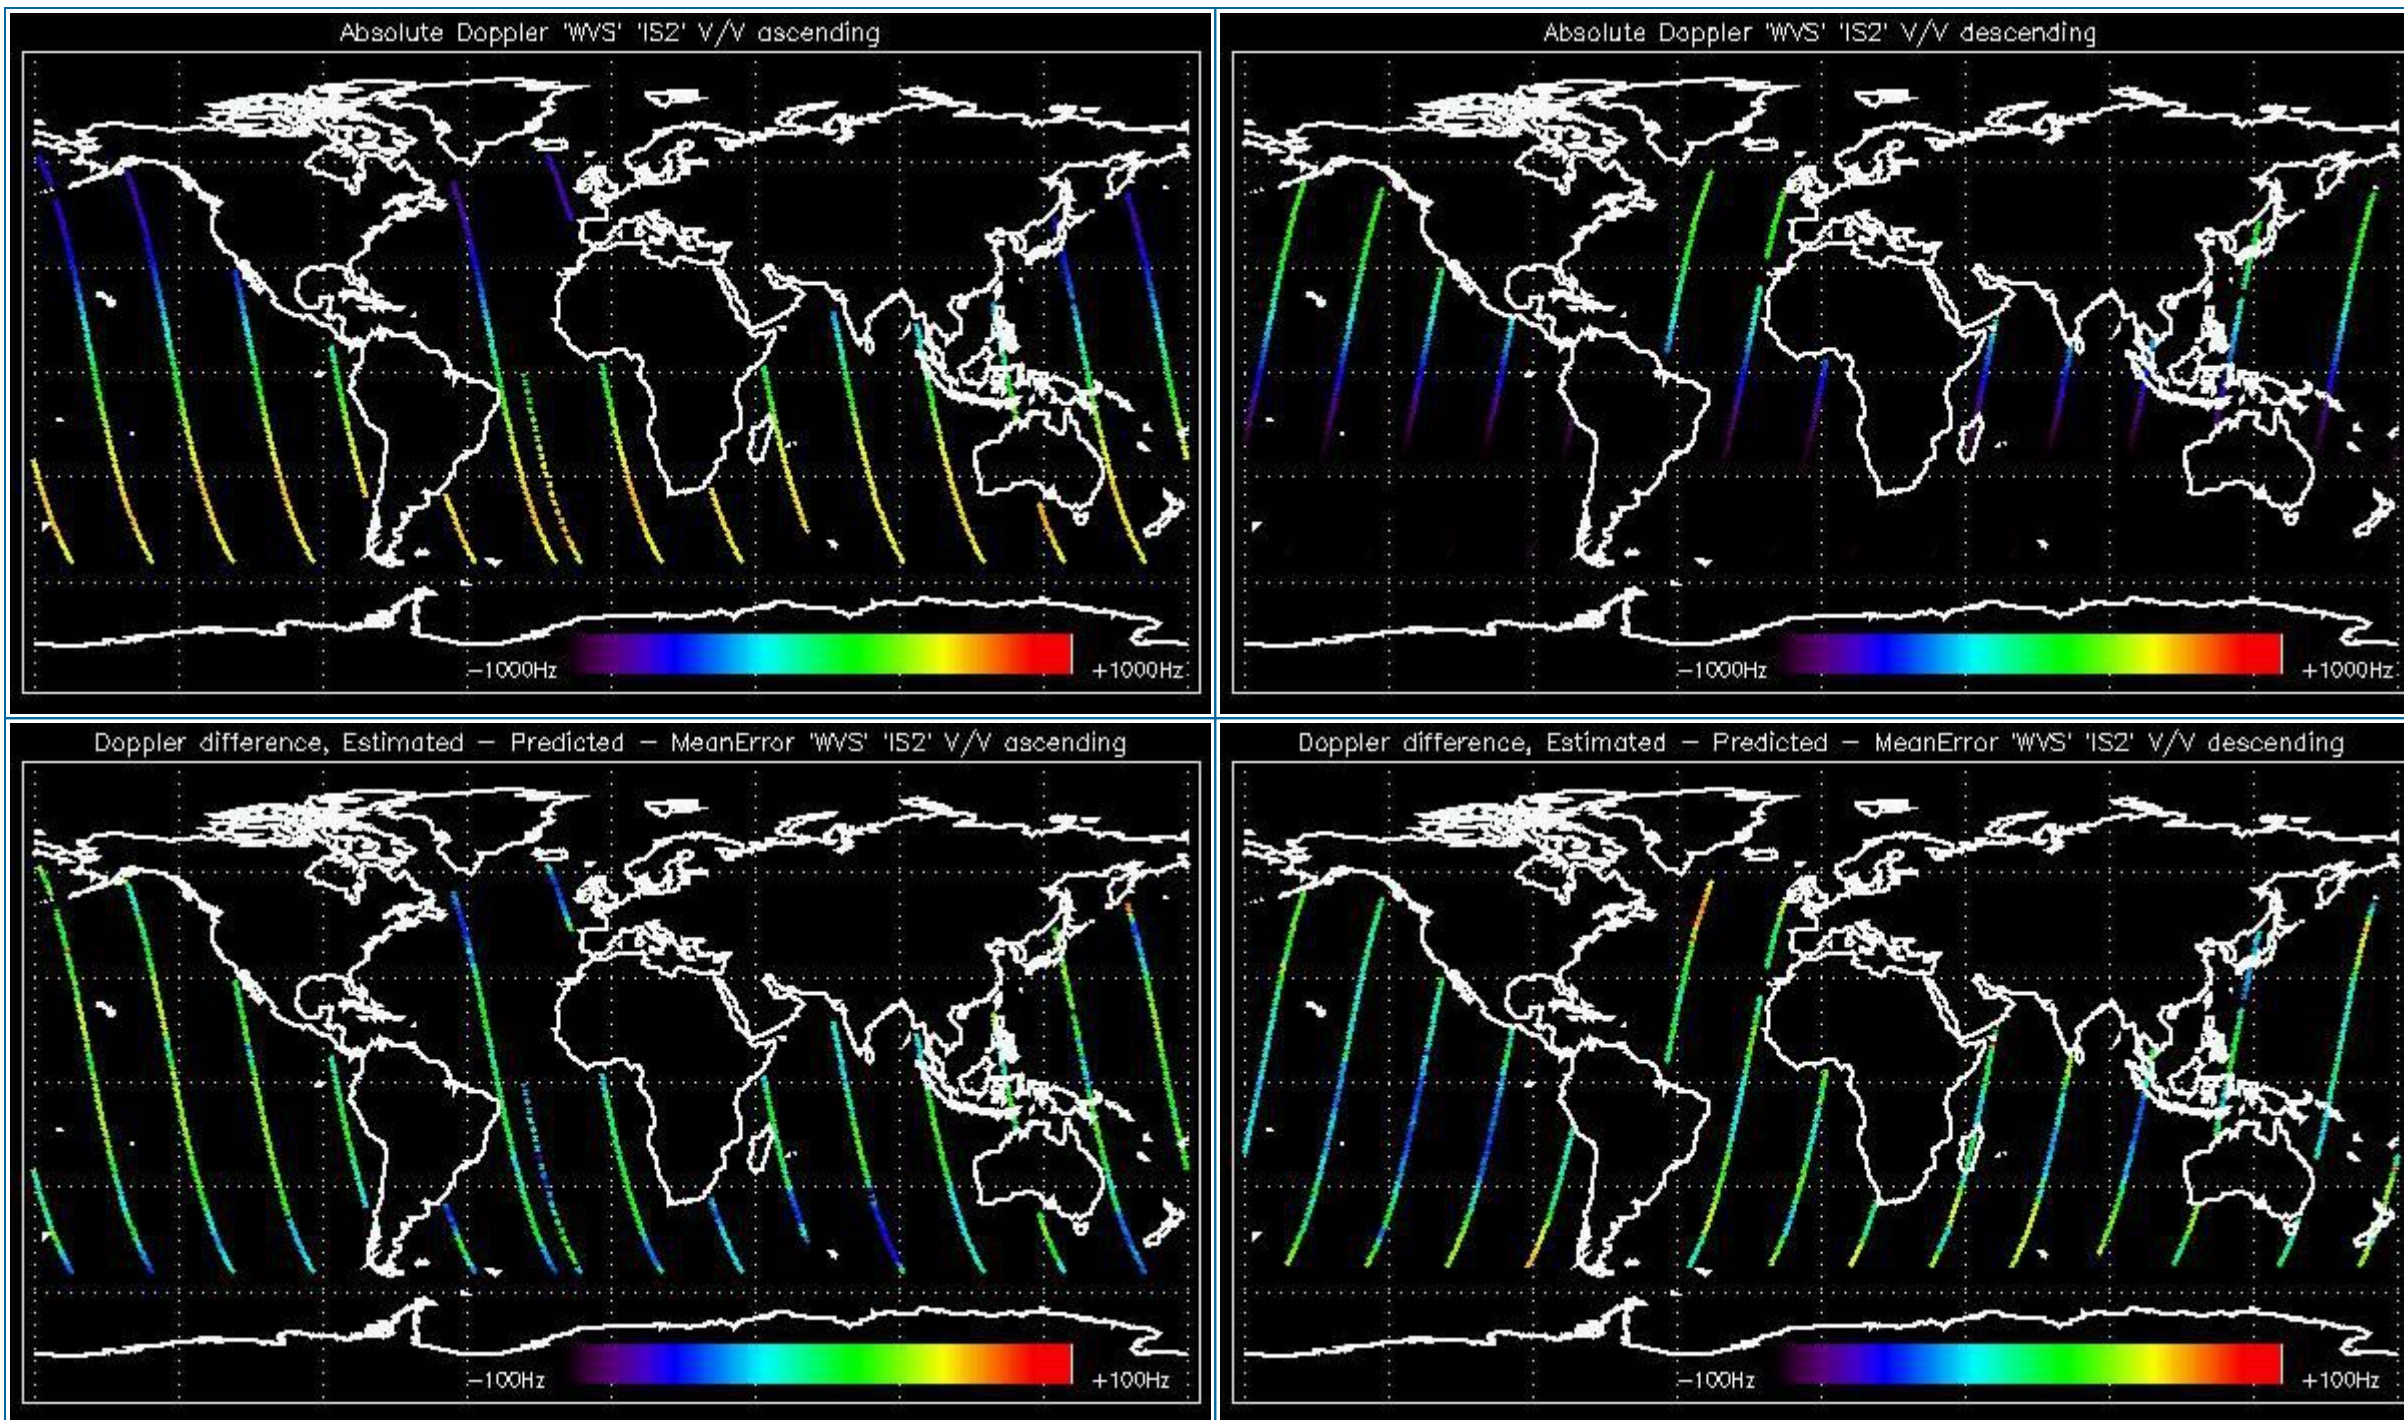 Absolute Doppler 'WVS' 'IS2' V/V ascending
-1000Hz
+1000Hz
Absolute Doppler 'WVS' 'IS2' V/V descending
-1000Hz
+1000Hz
Doppler difference, Estimated - Predicted - MeanError 'WVS' 'IS2' V/V ascending
-100Hz
+100Hz
Doppler difference, Estimated - Predicted - MeanError 'WVS' 'IS2' V/V descending
-100Hz
+100Hz